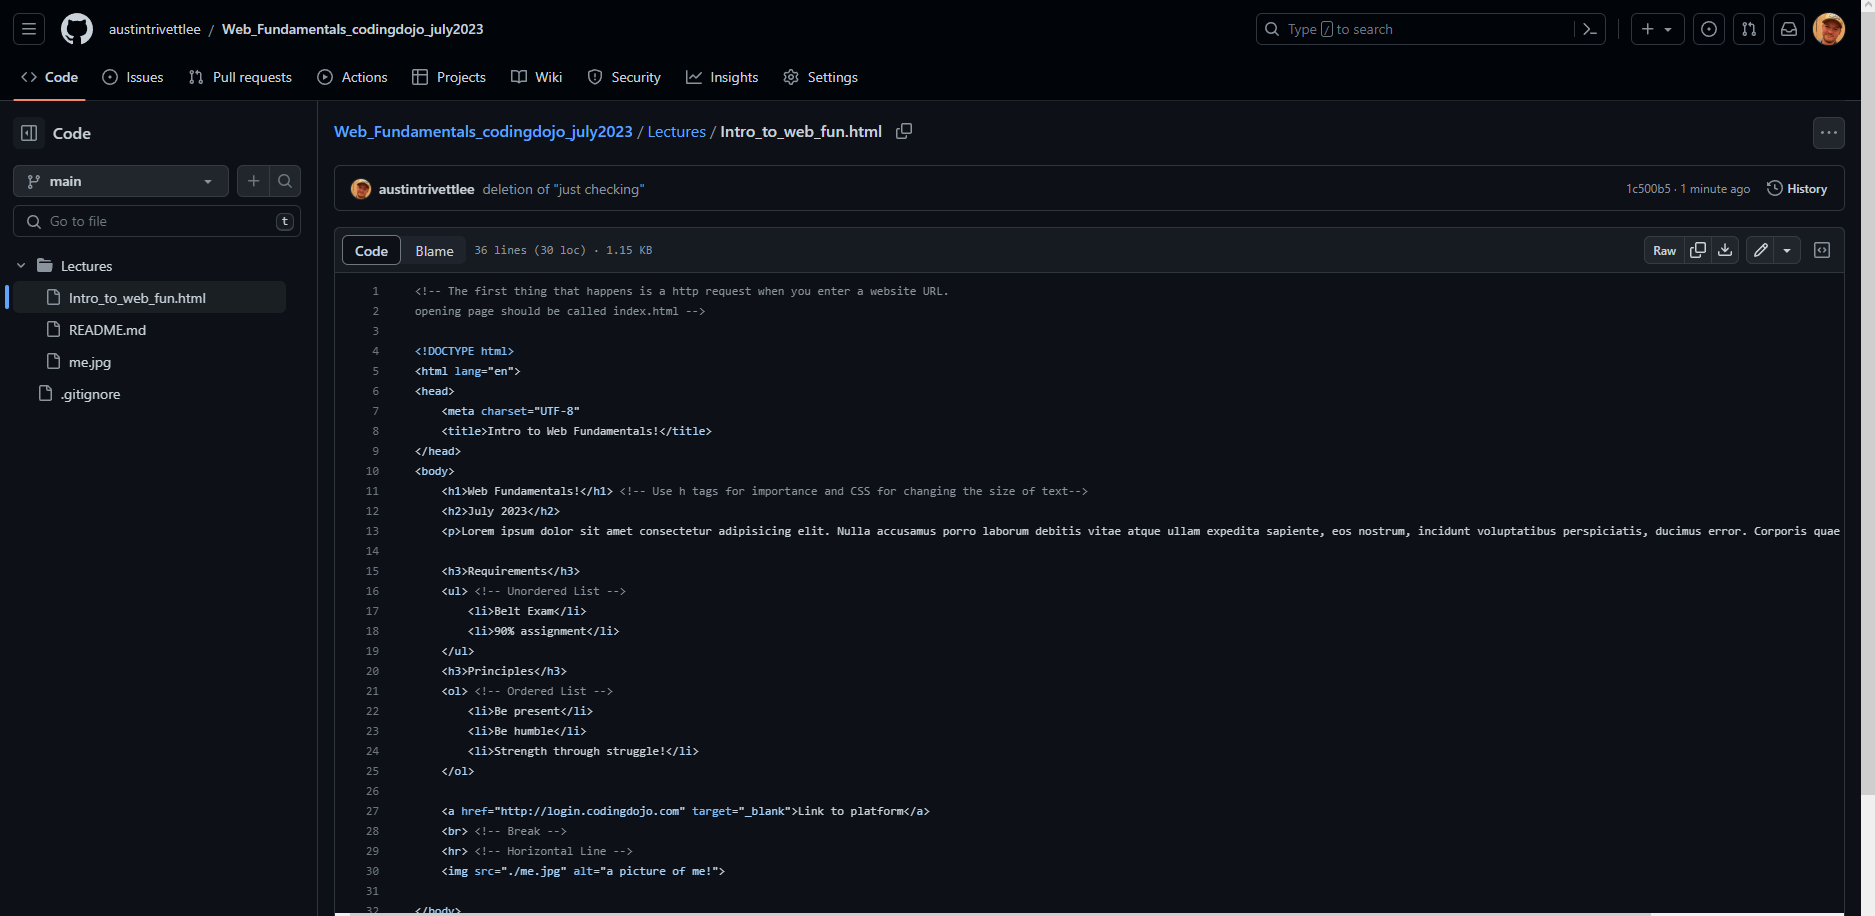 austintrivettlee / Web_Fundamentals_codingdojo_july2023
Type / to search
Code Issues Pull requests Actions Projects Wiki Security Insights Settings
Code
main
Go to file t
Lectures
Intro_to_web_fun.html
README.md
me.jpg
.gitignore
Web_Fundamentals_codingdojo_july2023 / Lectures / Intro_to_web_fun.html
austintrivettlee deletion of "just checking" 1c500b5 · 1 minute ago History
Code Blame 36 lines (30 loc) · 1.15 KB Raw
1 <!-- The first thing that happens is a http request when you enter a website URL.
2 opening page should be called index.html -->
3
4 <!DOCTYPE html>
5 <html lang="en">
6 <head>
7 <meta charset="UTF-8"
8 <title>Intro to Web Fundamentals!</title>
9 </head>
10 <body>
11 <h1>Web Fundamentals!</h1> <!-- Use h tags for importance and CSS for changing the size of text-->
12 <h2>July 2023</h2>
13 <p>Lorem ipsum dolor sit amet consectetur adipisicing elit. Nulla accusamus porro laborum debitis vitae atque ullam expedita sapiente, eos nostrum, incidunt voluptatibus perspiciatis, ducimus error. Corporis quae
14
15 <h3>Requirements</h3>
16 <ul> <!-- Unordered List -->
17 <li>Belt Exam</li>
18 <li>90% assignment</li>
19 </ul>
20 <h3>Principles</h3>
21 <ol> <!-- Ordered List -->
22 <li>Be present</li>
23 <li>Be humble</li>
24 <li>Strength through struggle!</li>
25 </ol>
26
27 <a href="http://login.codingdojo.com" target="_blank">Link to platform</a>
28 <br> <!-- Break -->
29 <hr> <!-- Horizontal Line -->
30 <img src="./me.jpg" alt="a picture of me!">
31
32 </body>